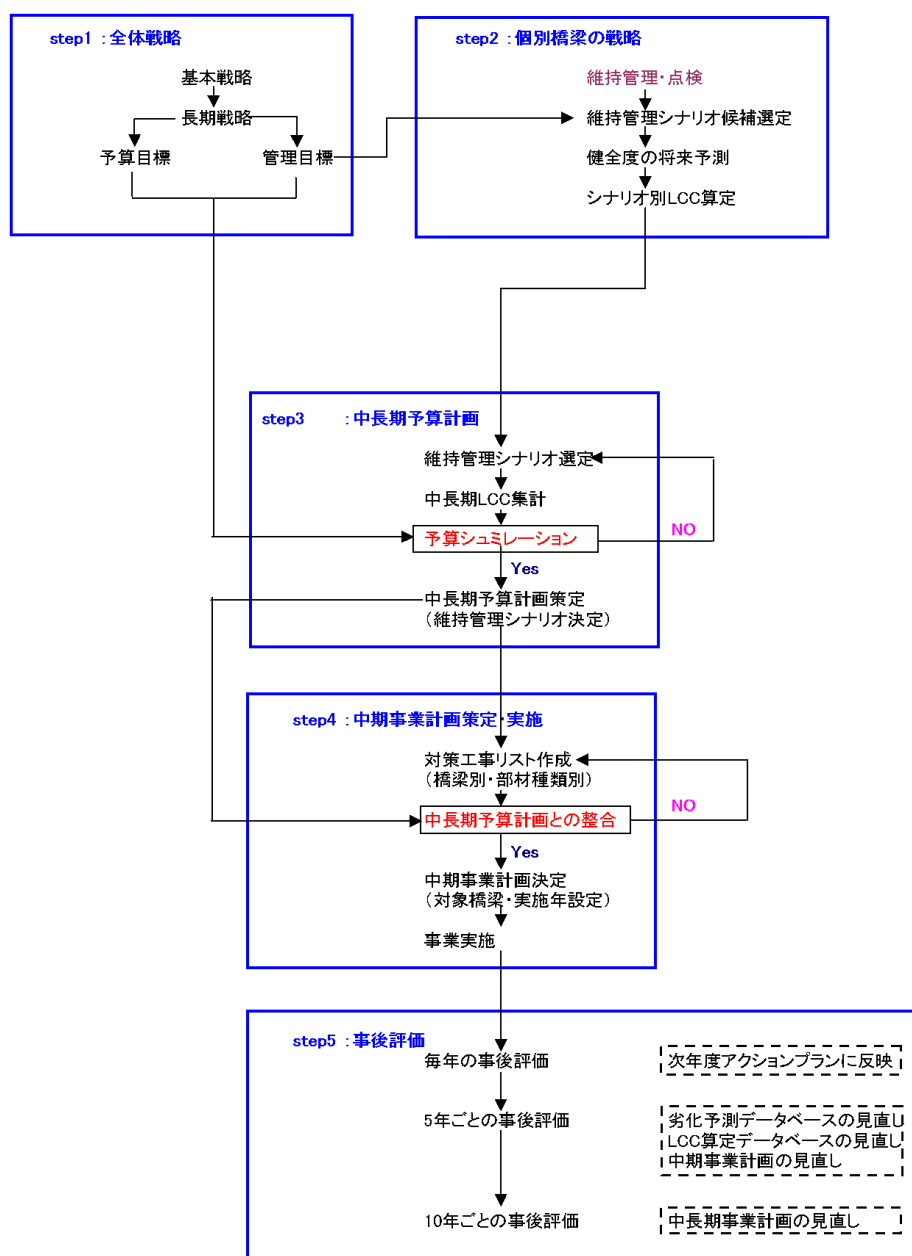 step1 ：全体戦略
基本戦略
長期戦略
予算目標
管理目標
step2 ：個別橋梁の戦略
維持管理・点検
維持管理シナリオ候補選定
健全度の将来予測
シナリオ別LCC算定
step3 ：中長期予算計画
維持管理シナリオ選定
中長期LCC集計
予算シュミレーション
NO
Yes
中長期予算計画策定
（維持管理シナリオ決定）
step4 ：中期事業計画策定・実施
対策工事リスト作成
（橋梁別・部材種類別）
中長期予算計画との整合
NO
Yes
中期事業計画決定
（対象橋梁・実施年設定）
事業実施
step5 ：事後評価
毎年の事後評価
次年度アクションプランに反映
5年ごとの事後評価
劣化予測データベースの見直し
LCC算定データベースの見直し
中期事業計画の見直し
10年ごとの事後評価
中長期事業計画の見直し